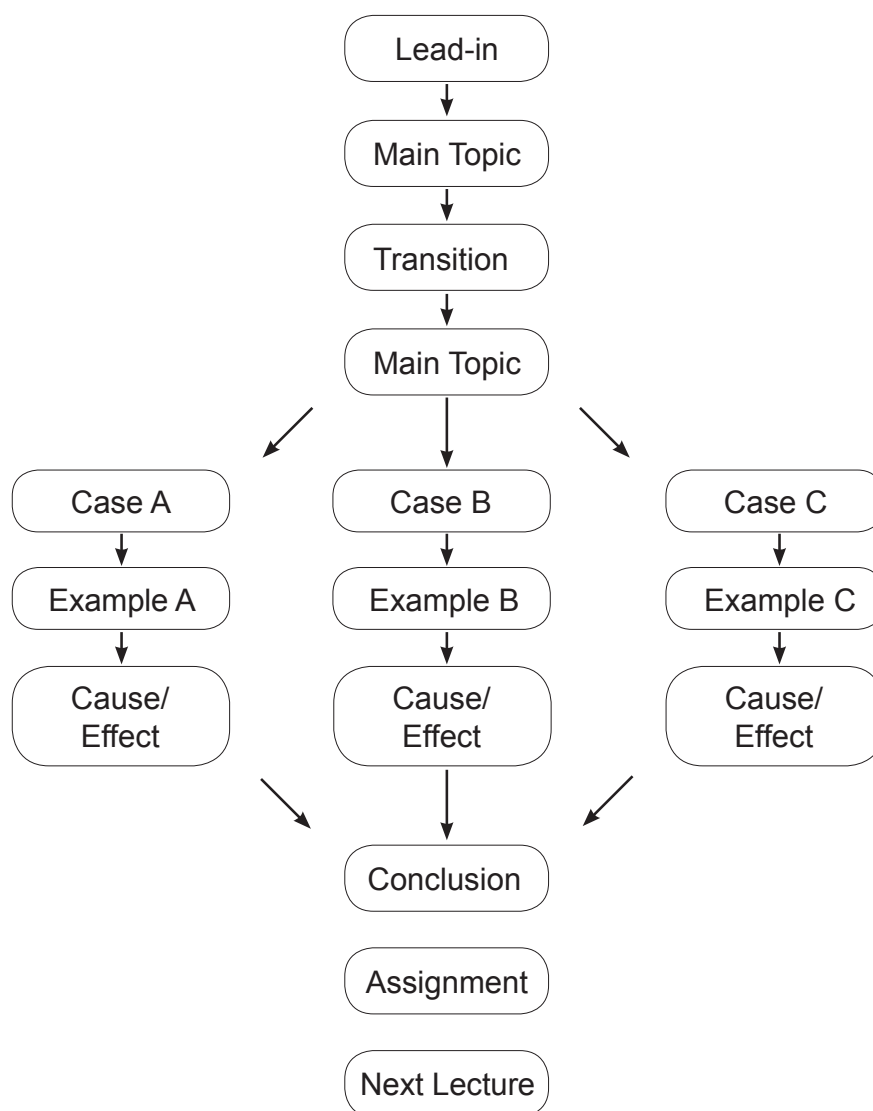 Lead-in
Main Topic
Transition
Main Topic
Case A
Case B
Case C
Example A
Example B
Example C
Cause/
Effect
Cause/
Effect
Cause/
Effect
Conclusion
Assignment
Next Lecture